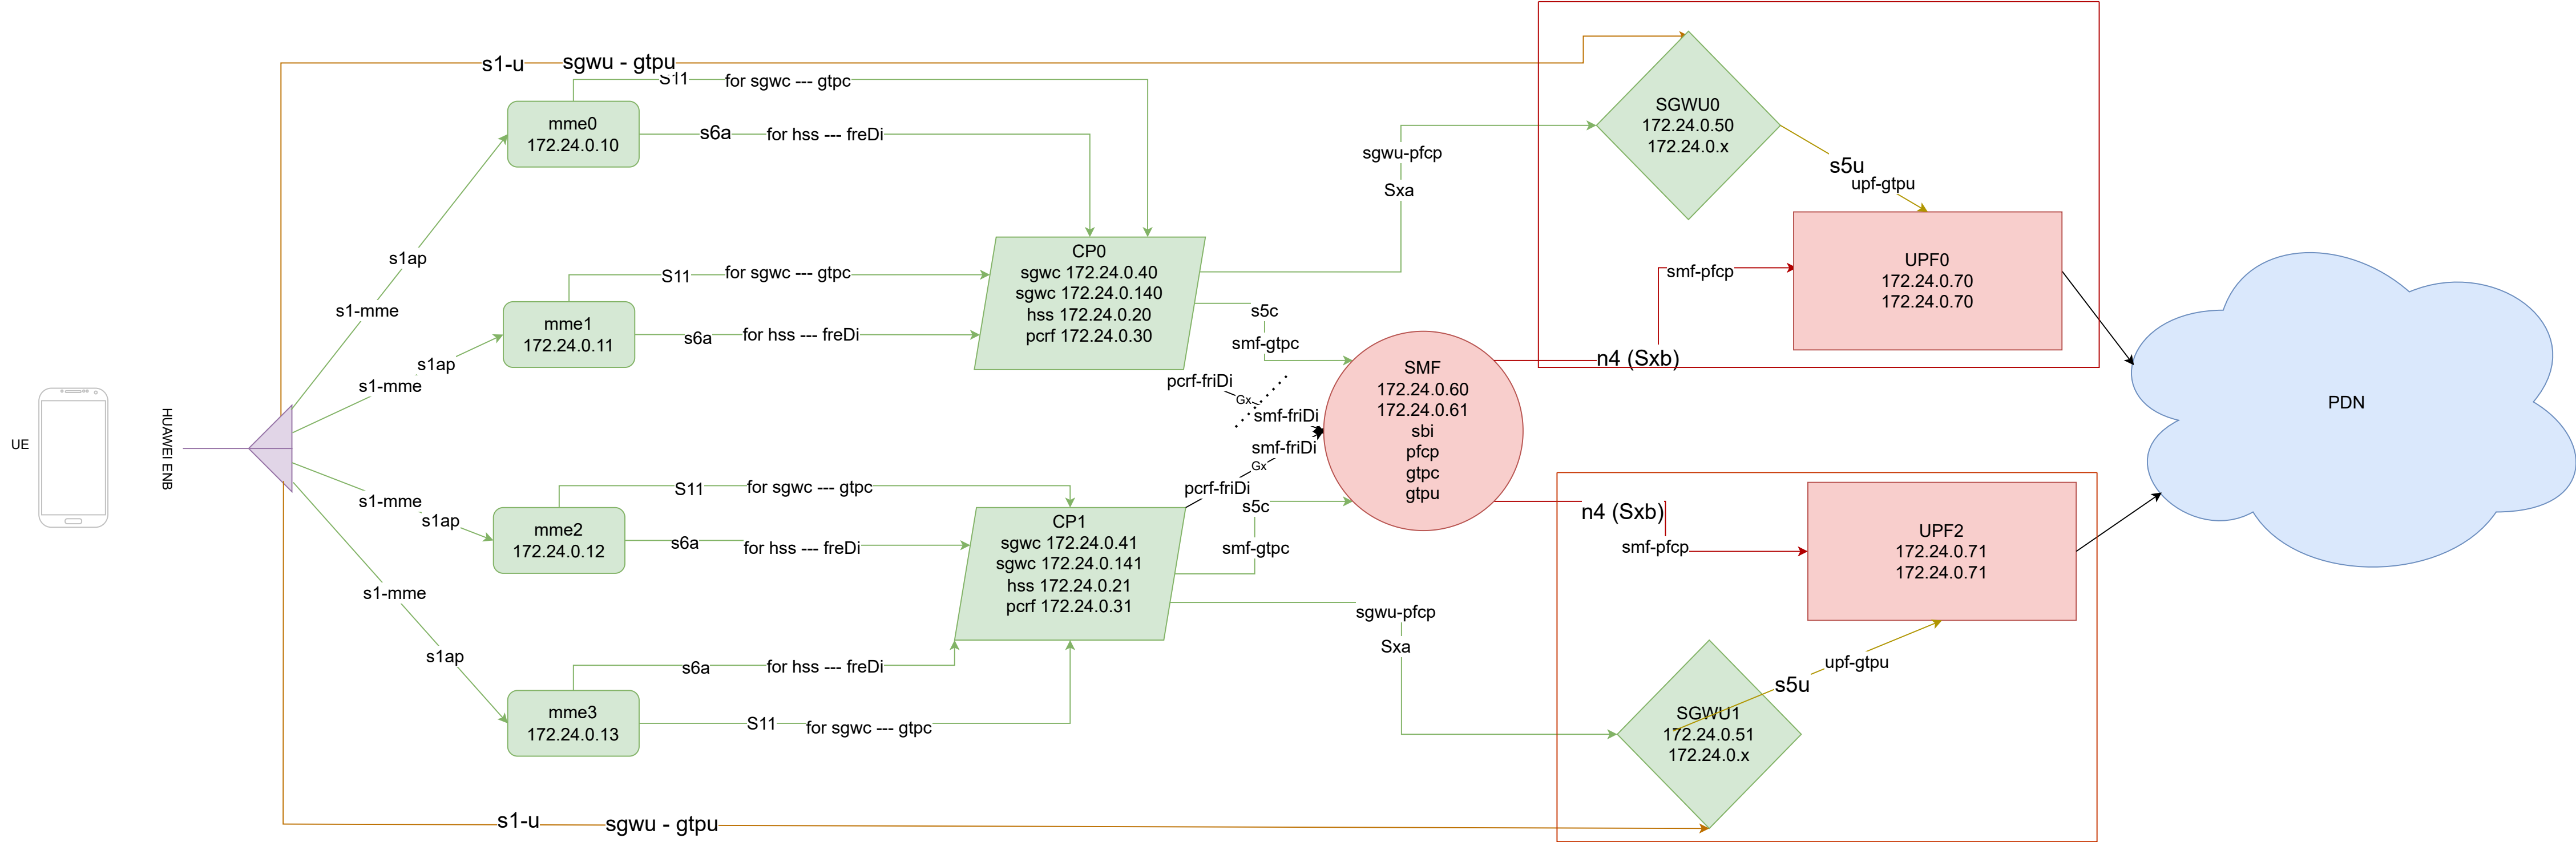 s1-u
sgwu - gtpu
S11
for sgwc --- gtpc
mme0
172.24.0.10
s6a
for hss --- freDi
s1ap
s1-mme
S11
for sgwc --- gtpc
mme1
172.24.0.11
s6a
for hss --- freDi
s1ap
s1-mme
UE
HUAWEI ENB
s1-mme
s1ap
S11
for sgwc --- gtpc
mme2
172.24.0.12
s6a
for hss --- freDi
s1-mme
s1ap
s6a
for hss --- freDi
mme3
172.24.0.13
S11
for sgwc --- gtpc
s1-u
sgwu - gtpu
CP0
sgwc 172.24.0.40
sgwc 172.24.0.140
hss 172.24.0.20
pcrf 172.24.0.30
CP1
sgwc 172.24.0.41
sgwc 172.24.0.141
hss 172.24.0.21
pcrf 172.24.0.31
sgwu-pfcp
Sxa
s5c
smf-gtpc
pcrf-friDi
Gx
smf-friDi
smf-friDi
Gx
pcrf-friDi
s5c
smf-gtpc
sgwu-pfcp
Sxa
SMF
172.24.0.60
172.24.0.61
sbi
pfcp
gtpc
gtpu
SGWU0
172.24.0.50
172.24.0.x
s5u
upf-gtpu
smf-pfcp
n4 (Sxb)
UPF0
172.24.0.70
172.24.0.70
n4 (Sxb)
smf-pfcp
UPF2
172.24.0.71
172.24.0.71
upf-gtpu
s5u
SGWU1
172.24.0.51
172.24.0.x
PDN